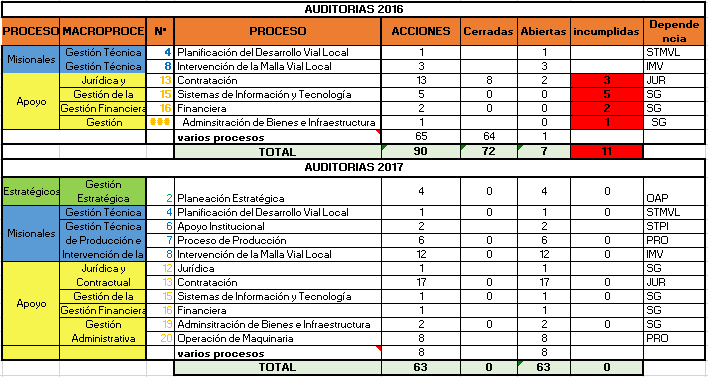 AUDITORIAS 2016
PROCESO MACROPROCE N° PROCESO ACCIONES Cerradas Abiertas incumplidas Dependencia
Misionales Gestión Técnica 4 Planificación del Desarrollo Vial Local 1 1 STMVL
Gestión Técnica 8 Intervención de la Malla Vial Local 3 3 IMV
Apoyo Jurídica y 13 Contratación 13 8 2 3 JUR
Gestión de la 15 Sistemas de Información y Tecnología 5 0 0 5 SG
Gestión Financiera 16 Financiera 2 0 0 2 SG
Gestión ### Adminsitración de Bienes e Infraestructura 1 0 1 SG
varios procesos 65 64 1
TOTAL 90 72 7 11
AUDITORIAS 2017
Estratégicos Gestión Estratégica 2 Planeación Estratégica 4 0 4 0 OAP
Misionales Gestión Técnica 4 Planificación del Desarrollo Vial Local 1 0 1 0 STMVL
Gestión Técnica 6 Apoyo Institucional 2 2 STPI
de Producción e 7 Proceso de Producción 6 0 6 0 PRO
Intervención de la 8 Intervención de la Malla Vial Local 12 0 12 0 IMV
Apoyo Jurídica y 12 Jurídica 1 1 SG
Contractual 13 Contratación 17 0 17 0 JUR
Gestión de la 15 Sistemas de Información y Tecnología 1 0 1 0 SG
Gestión Financiera 16 Financiera 1 1 SG
Gestión 19 Adminsitración de Bienes e Infraestructura 2 0 2 0 SG
Administrativa 20 Operación de Maquinaria 8 8 PRO
varios procesos 8 8
TOTAL 63 0 63 0